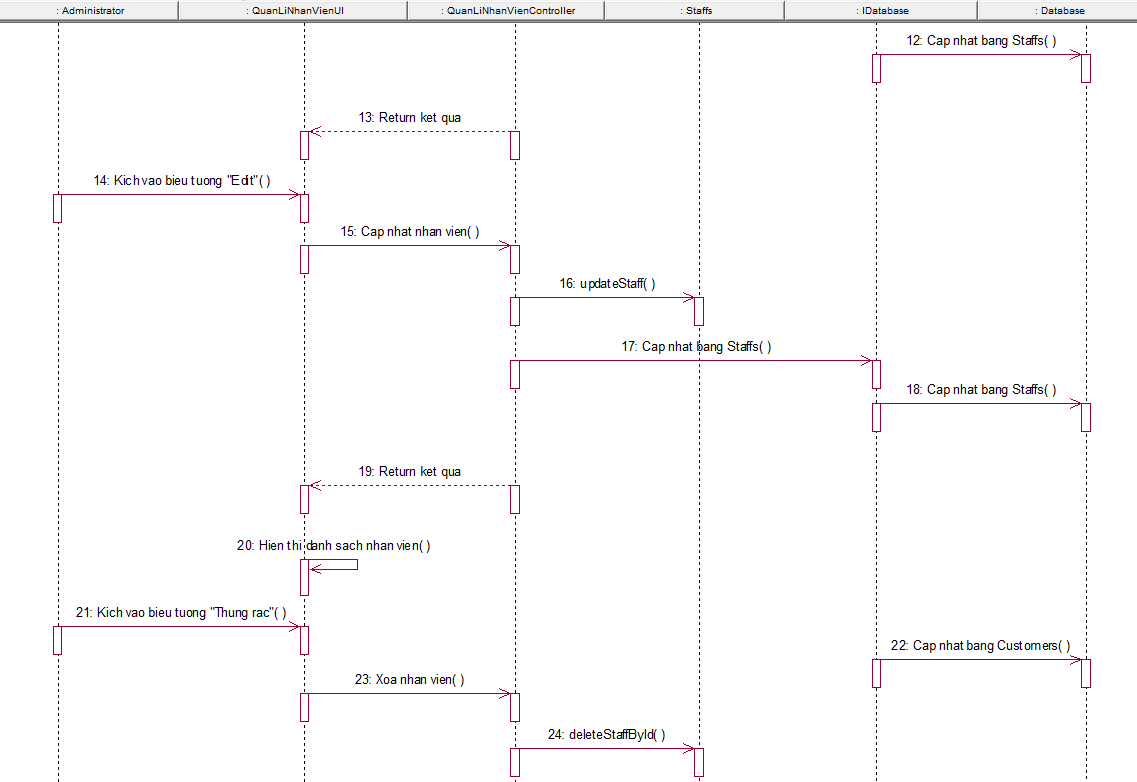 : Administrator
: QuanLiNhanVienUI
: QuanLiNhanVienController
: Staffs
: IDatabase
: Database
12: Cap nhat bang Staffs( )
13: Return ket qua
14: Kich vao bieu tuong "Edit"( )
15: Cap nhat nhan vien( )
16: updateStaff( )
17: Cap nhat bang Staffs( )
18: Cap nhat bang Staffs( )
19: Return ket qua
20: Hien thi danh sach nhan vien( )
21: Kich vao bieu tuong "Thung rac"( )
22: Cap nhat bang Customers( )
23: Xoa nhan vien( )
24: deleteStaffById( )